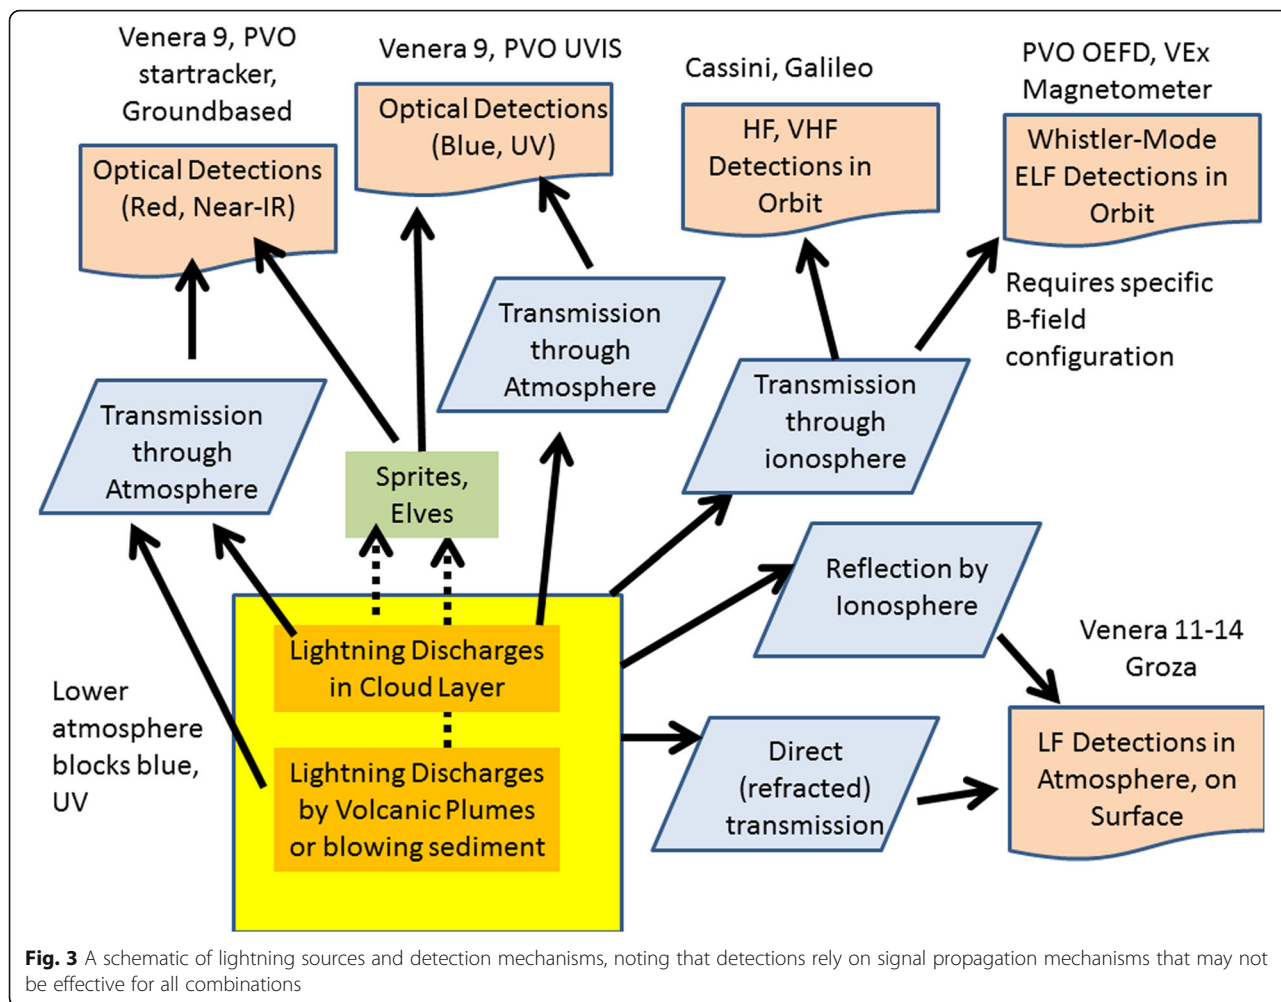 Venera 9, PVO
startracker,
Groundbased
Optical Detections
(Red, Near-IR)
Venera 9, PVO UVIS
Optical Detections
(Blue, UV)
Cassini, Galileo
HF, VHF
Detections in
Orbit
PVO OEFD, VEx
Magnetometer
Whistler-Mode
ELF Detections in
Orbit
Requires specific
B-field
configuration
Transmission
through
Atmosphere
Transmission
through
Atmosphere
Transmission
through
ionosphere
Sprites,
Elves
Reflection by
Ionosphere
Lightning Discharges
in Cloud Layer
Lower
atmosphere
blocks blue,
UV
Lightning Discharges
by Volcanic Plumes
or blowing sediment
Direct
(refracted)
transmission
Venera 11-14
Groza
LF Detections in
Atmosphere, on
Surface
Fig. 3 A schematic of lightning sources and detection mechanisms, noting that detections rely on signal propagation mechanisms that may not
be effective for all combinations